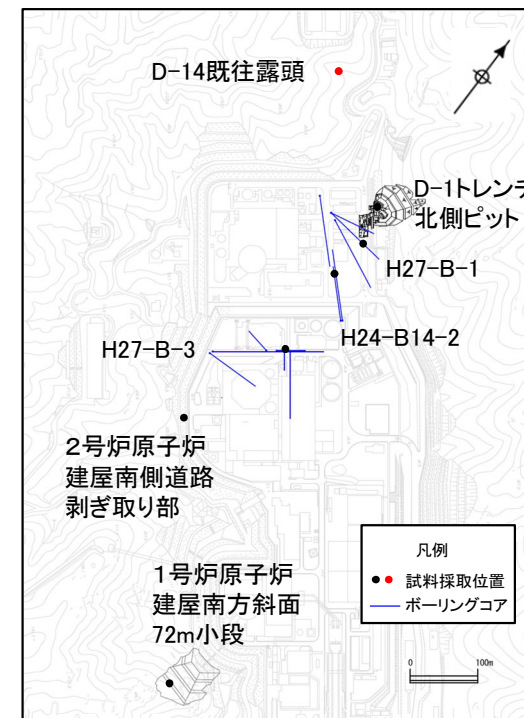 D-14既往露頭
D-1トレンチ
北側ピット
H27-B-1
H24-B14-2
H27-B-3
2号炉原子炉
建屋南側道路
剥ぎ取り部
1号炉原子炉
建屋南方斜面
72m小段
凡例
試料採取位置
ボーリングコア
0 100m